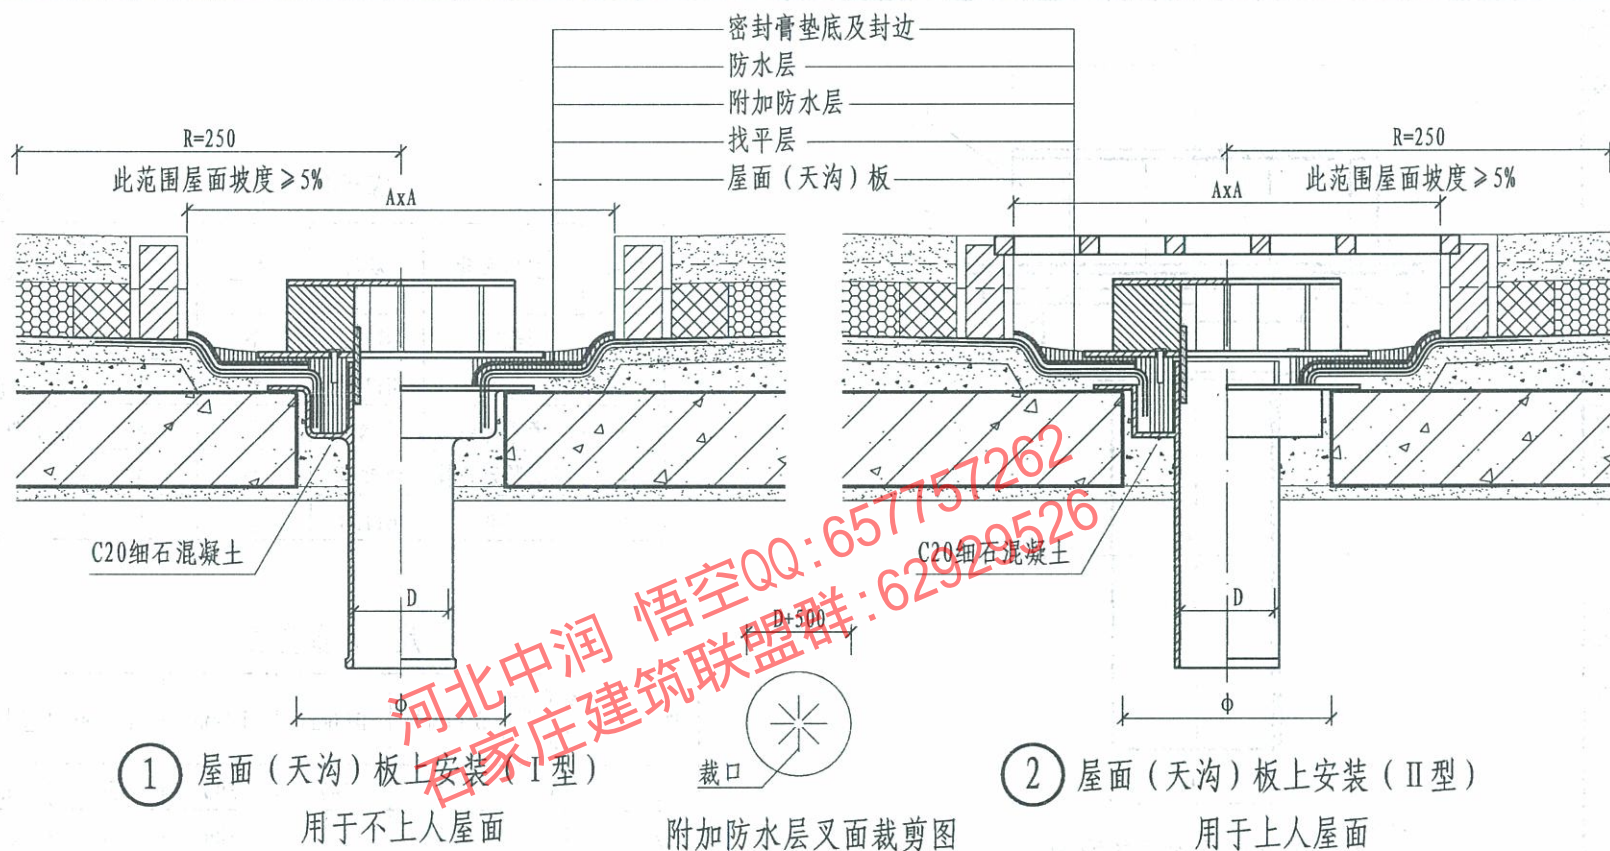 密封膏垫底及封边
防水层
附加防水层
找平层
屋面（天沟）板
R=250
此范围屋面坡度≥5%
AxA
R=250
此范围屋面坡度≥5%
AxA
C20细石混凝土
C20细石混凝土
D
D
D+500
ϕ
ϕ
裁口
河北中润 悟空QQ:657757262
石家庄建筑联盟群:62929526
1 屋面（天沟）板上安装（I型）
用于不上人屋面
附加防水层叉面裁剪图
2 屋面（天沟）板上安装（II型）
用于上人屋面